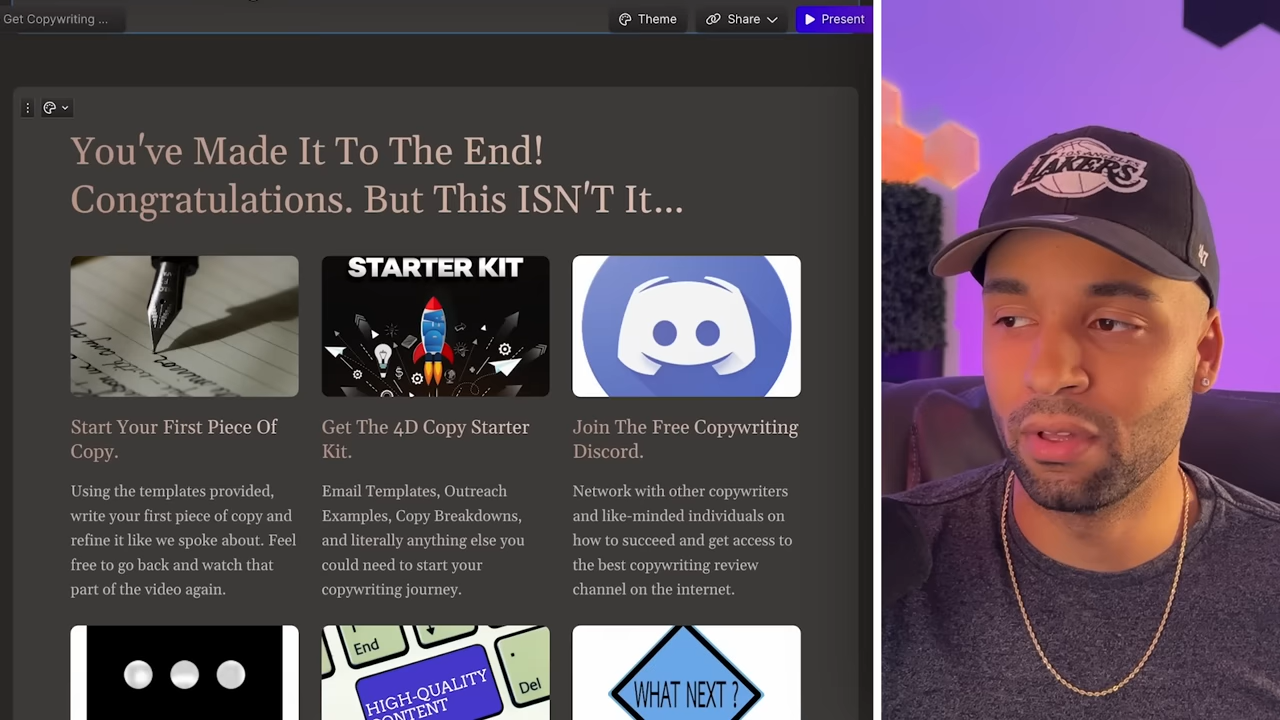 Get Copywriting ...
Theme
Share
Present
You've Made It To The End!
Congratulations. But This ISN'T It...
STARTER KIT
Start Your First Piece Of
Copy.
Using the templates provided,
write your first piece of copy and
refine it like we spoke about. Feel
free to go back and watch that
part of the video again.
Get The 4D Copy Starter
Kit.
Email Templates, Outreach
Examples, Copy Breakdowns,
and literally anything else you
could need to start your
copywriting journey.
Join The Free Copywriting
Discord.
Network with other copywriters
and like-minded individuals on
how to succeed and get access to
the best copywriting review
channel on the internet.
End
HIGH-QUALITY
CONTENT
Del
WHAT NEXT ?
LOS ANGELES
LAKERS
47